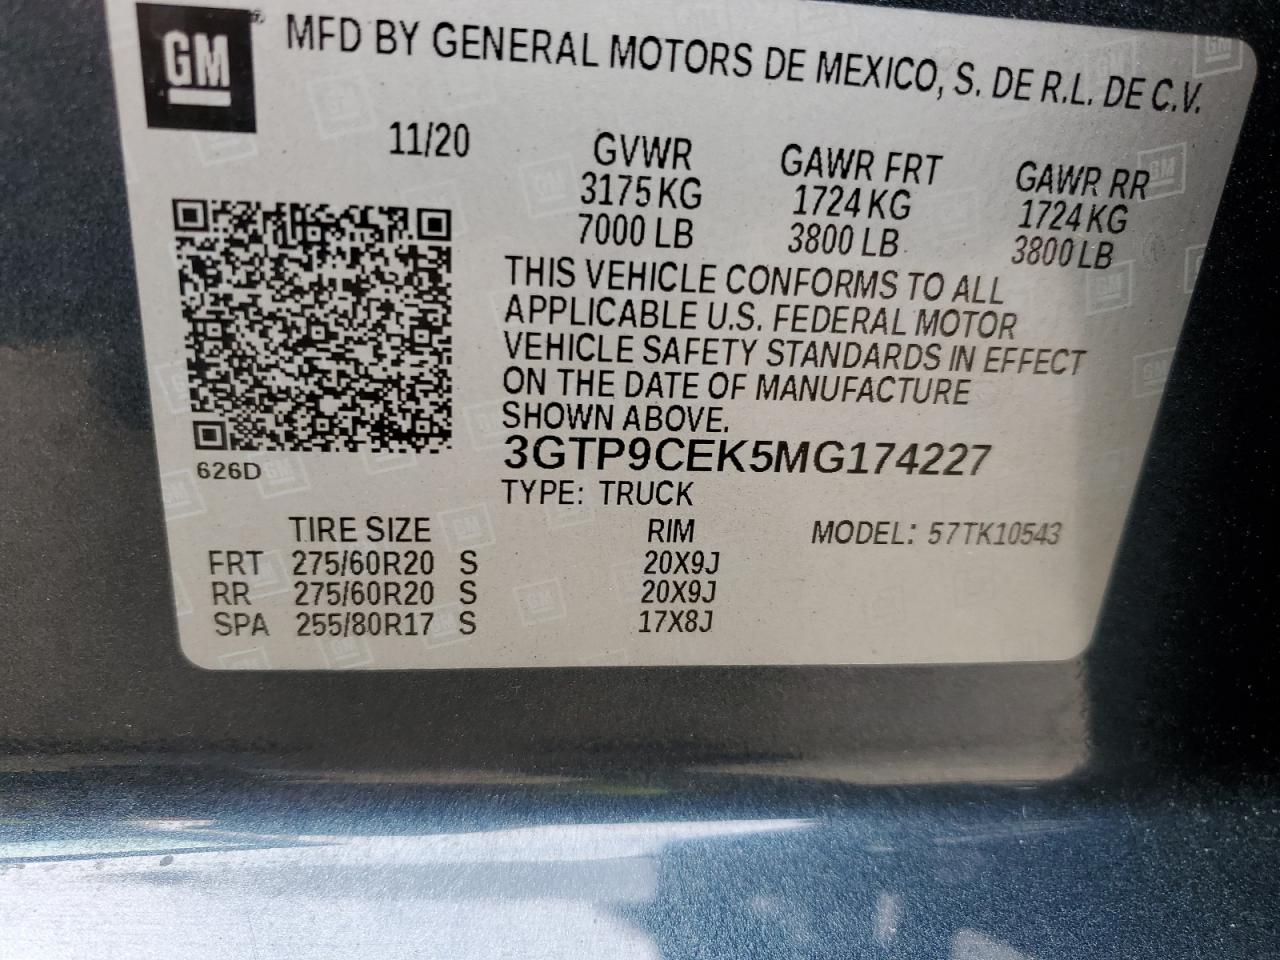 GM
MFD BY GENERAL MOTORS DE MEXICO, S. DE R.L. DE C.V.
11/20
GVWR GAWR FRT GAWR RR
3175 KG 1724 KG 1724 KG
7000 LB 3800 LB 3800 LB
THIS VEHICLE CONFORMS TO ALL
APPLICABLE U.S. FEDERAL MOTOR
VEHICLE SAFETY STANDARDS IN EFFECT
ON THE DATE OF MANUFACTURE
SHOWN ABOVE.
3GTP9CEK5MG174227
626D
TYPE: TRUCK
TIRE SIZE RIM MODEL: 57TK10543
FRT 275/60R20 S 20X9J
RR 275/60R20 S 20X9J
SPA 255/80R17 S 17X8J